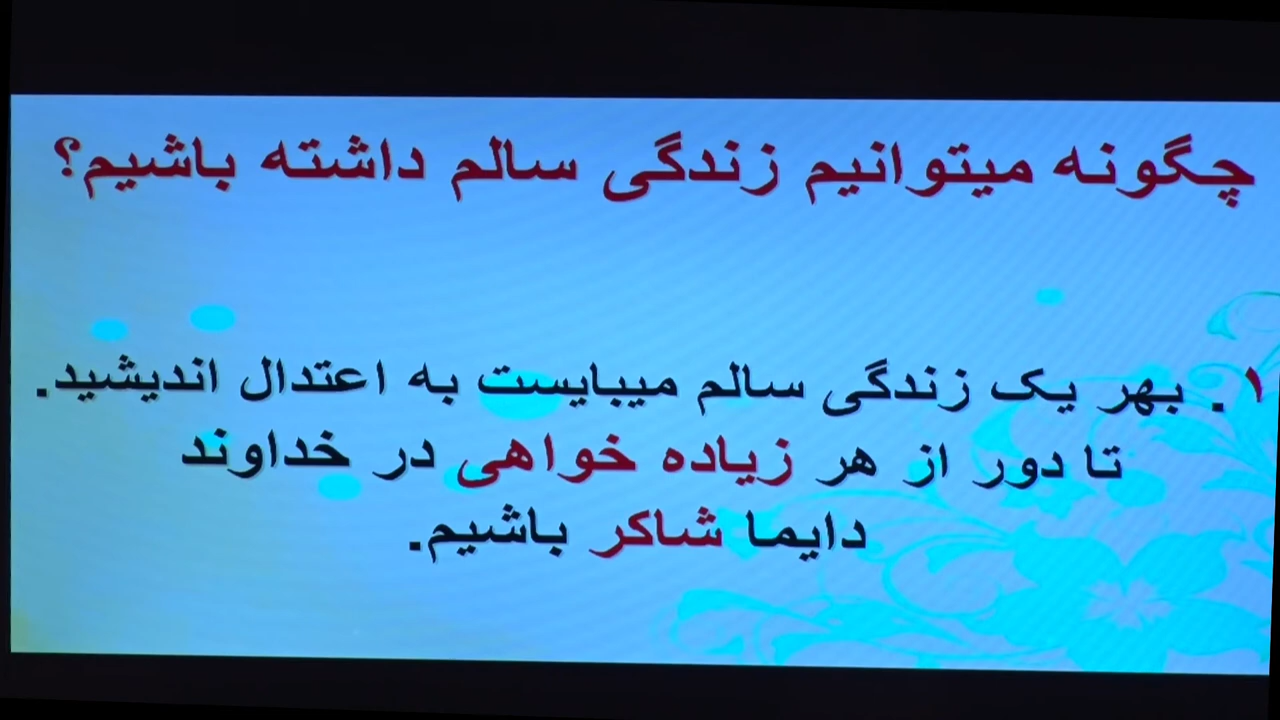 چگونه میتوانیم زندگی سالم داشته باشیم؟
۱. بهر یک زندگی سالم میبایست به اعتدال اندیشید.
تا دور از هر زیاده خواهی در خداوند
دایما شاکر باشیم.